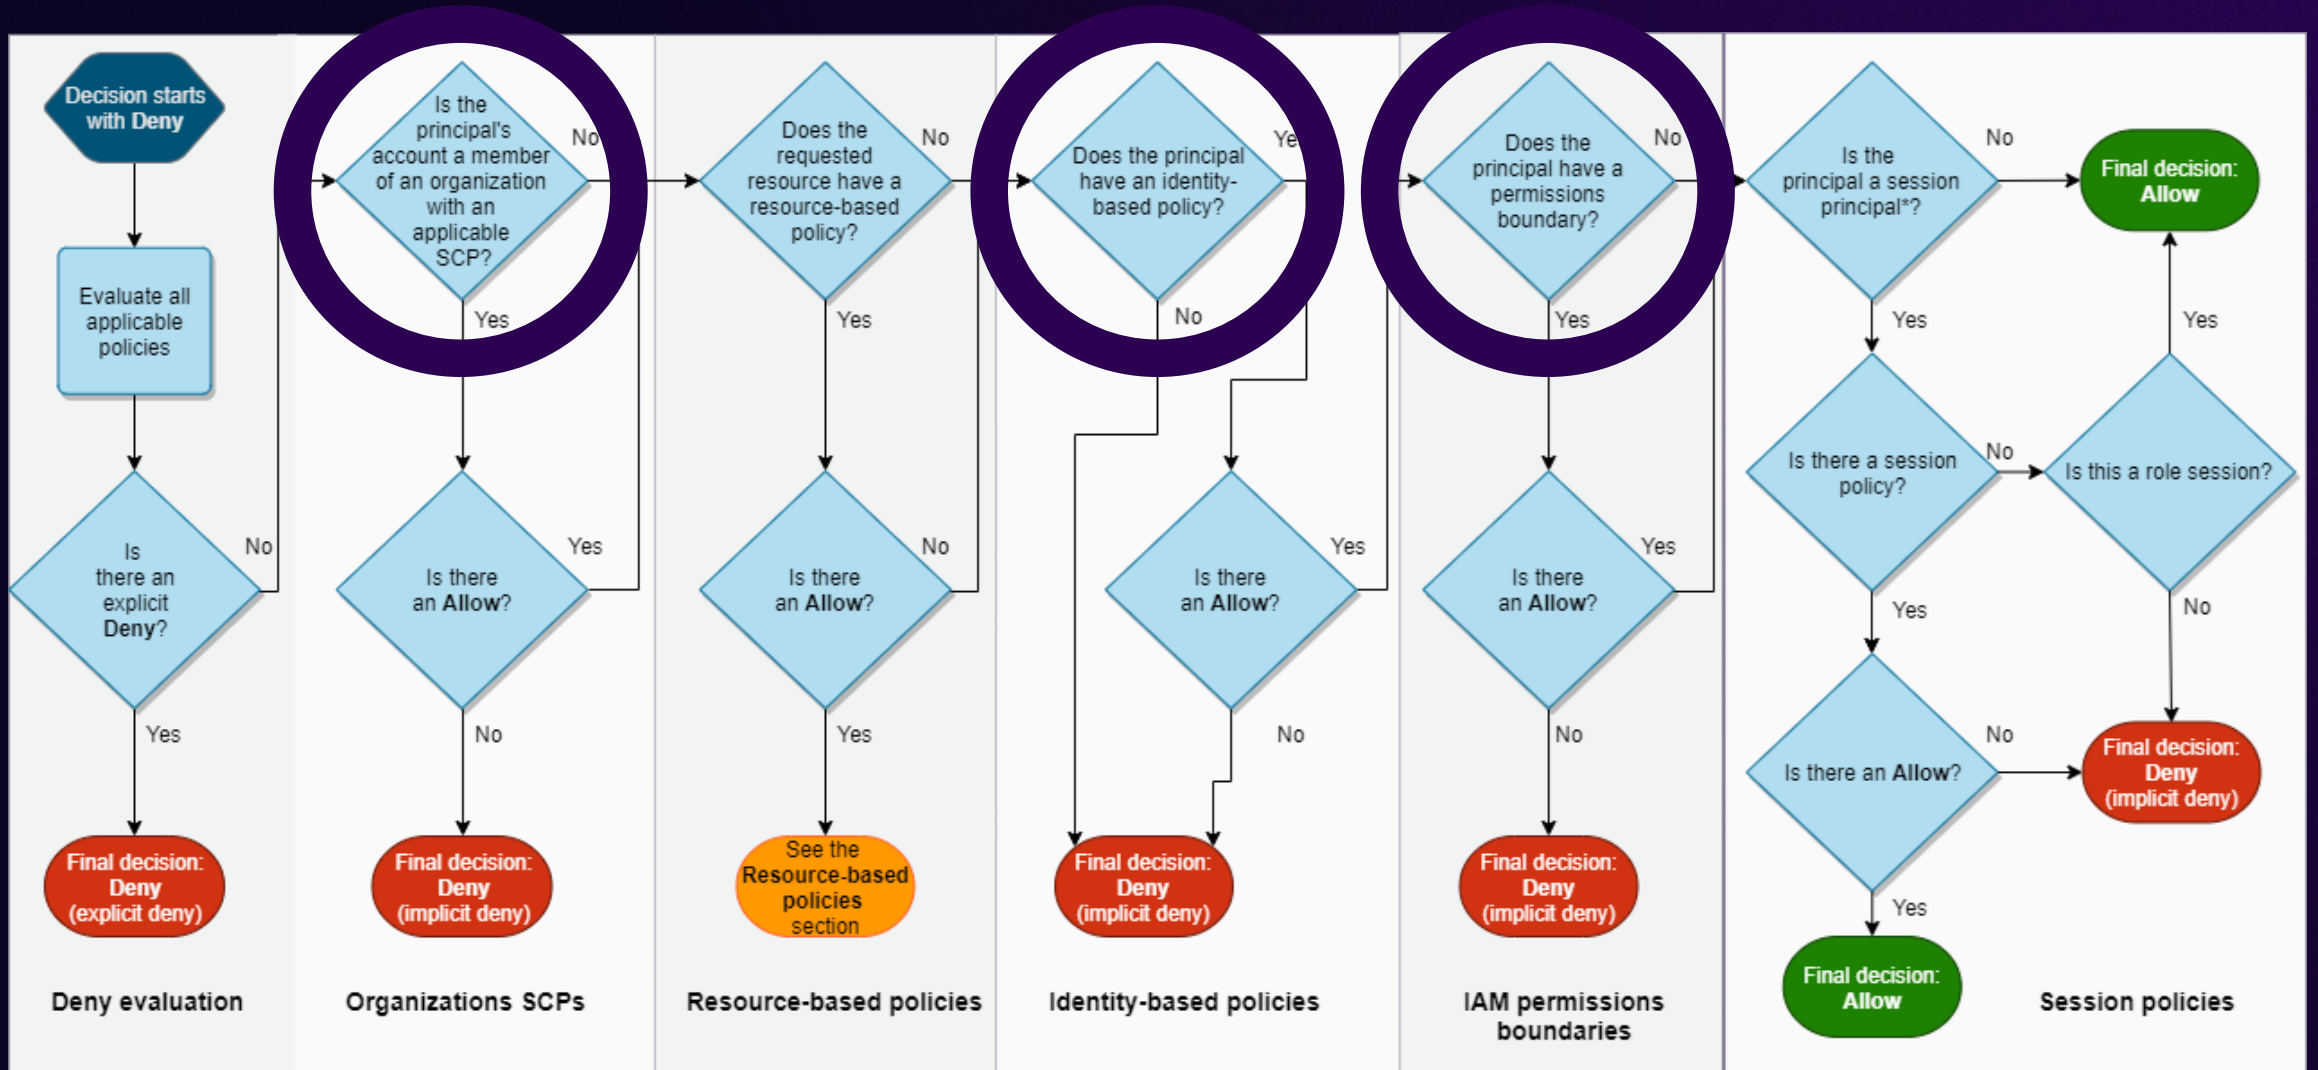 Decision starts
with Deny
Evaluate all
applicable
policies
Is
there an
explicit
Deny?
No
Yes
Final decision:
Deny
(explicit deny)
Deny evaluation
Is the
principal's
account a member
of an organization
with an
applicable
SCP?
No
Yes
Is there
an Allow?
Yes
No
Final decision:
Deny
(implicit deny)
Organizations SCPs
Does the
requested
resource have a
resource-based
policy?
No
Yes
Is there
an Allow?
No
Yes
See the
Resource-based
policies
section
Resource-based policies
Does the principal
have an identity-
based policy?
Ye
No
Is there
an Allow?
Yes
No
Final decision:
Deny
(implicit deny)
Identity-based policies
Does the
principal have a
permissions
boundary?
No
Yes
Is there
an Allow?
Yes
No
Final decision:
Deny
(implicit deny)
IAM permissions
boundaries
Is the
principal a session
principal*?
No
Final decision:
Allow
Yes
Yes
Is there a session
policy?
No
Is this a role session?
Yes
No
Is there an Allow?
No
Final decision:
Deny
(implicit deny)
Yes
Final decision:
Allow
Session policies